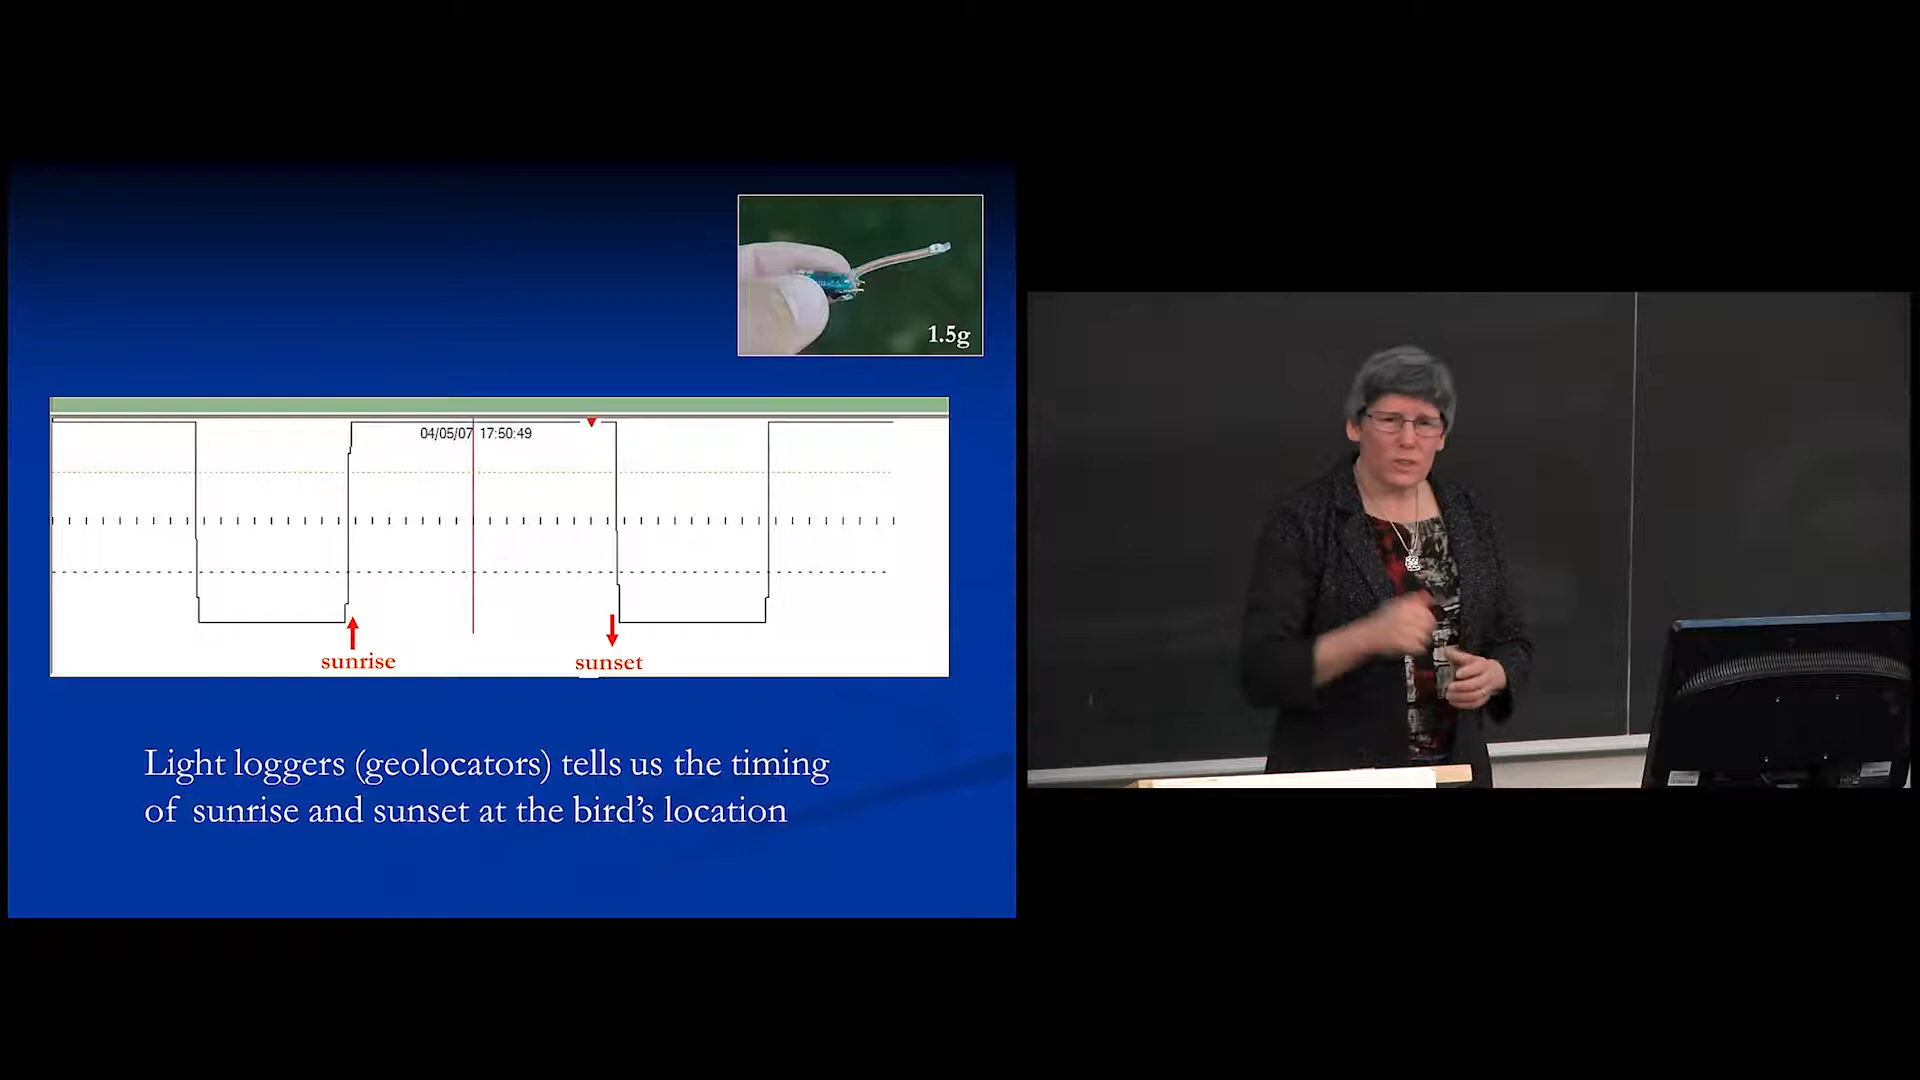 1.5g
04/05/07 17:50:49
sunrise
sunset
Light loggers (geolocators) tells us the timing
of sunrise and sunset at the bird's location